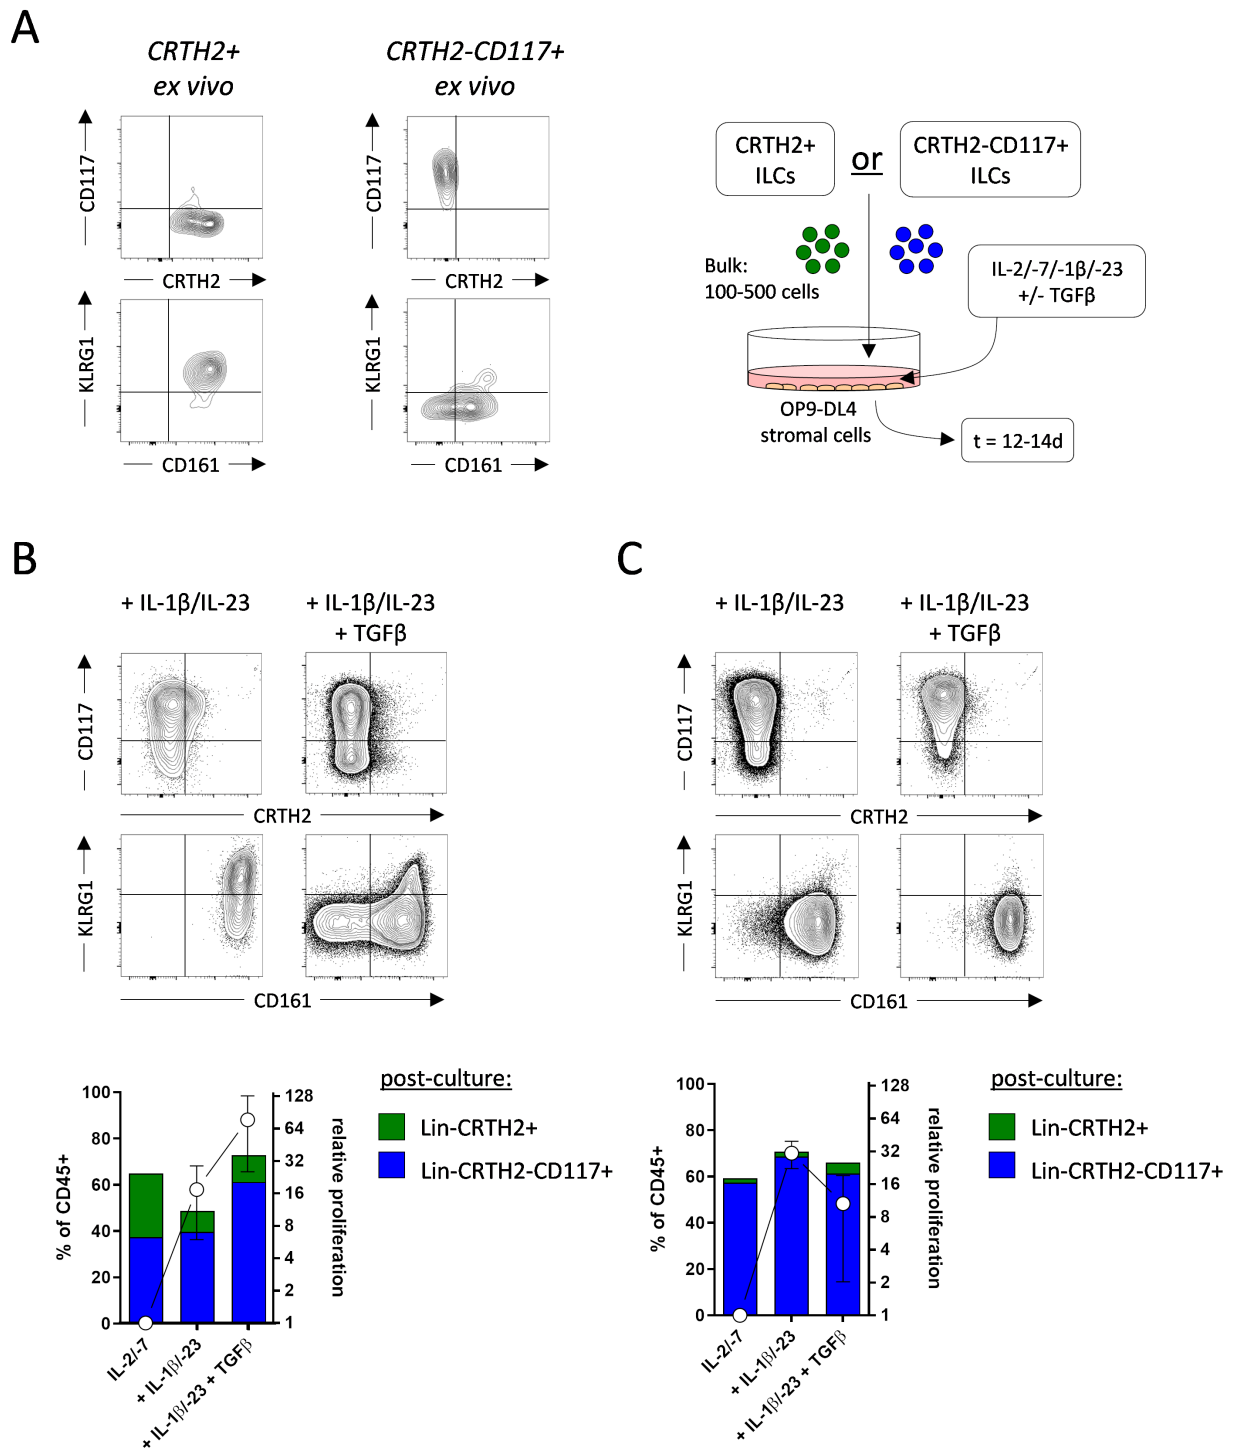 A
CRTH2+
ex vivo
CRTH2-CD117+
ex vivo
CD117
CRTH2
CD117
CRTH2
KLRG1
CD161
KLRG1
CD161
CRTH2+
ILCs
or
CRTH2-CD117+
ILCs
Bulk:
100-500 cells
IL-2/-7/-1β/-23
+/- TGFβ
OP9-DL4
stromal cells
t = 12-14d
B
+ IL-1β/IL-23
+ IL-1β/IL-23
+ TGFβ
CD117
CRTH2
KLRG1
CD161
% of CD45+
100
80
60
40
20
0
128
64
32
16
8
4
2
1
relative proliferation
IL-2/-7
+ IL-1β/-23
+ IL-1β/-23 + TGFβ
post-culture:
Lin-CRTH2+
Lin-CRTH2-CD117+
C
+ IL-1β/IL-23
+ IL-1β/IL-23
+ TGFβ
CD117
CRTH2
KLRG1
CD161
% of CD45+
100
80
60
40
20
0
128
64
32
16
8
4
2
1
relative proliferation
IL-2/-7
+ IL-1β/-23
+ IL-1β/-23 + TGFβ
post-culture:
Lin-CRTH2+
Lin-CRTH2-CD117+